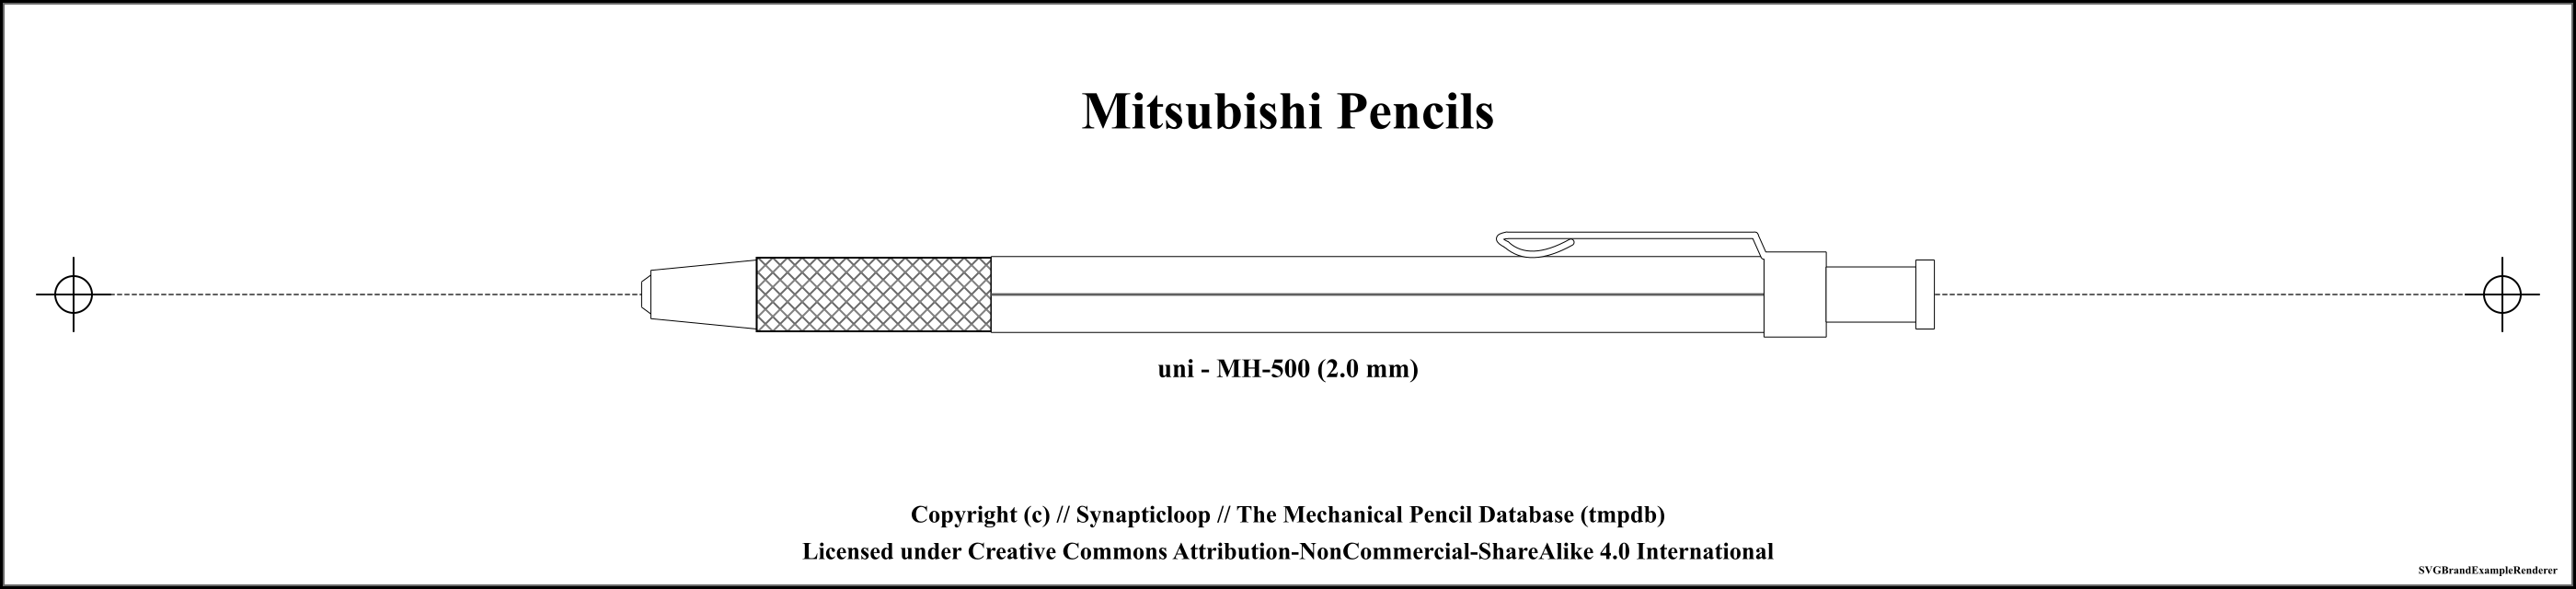 Mitsubishi Pencils
uni - MH-500 (2.0 mm)
Copyright (c) // Synapticloop // The Mechanical Pencil Database (tmpdb)
Licensed under Creative Commons Attribution-NonCommercial-ShareAlike 4.0 International
SVGBrandExampleRenderer